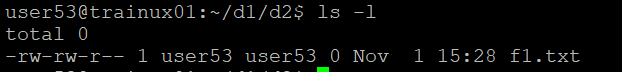 user53@trainux01:~/d1/d2$ ls -l
total 0
-rw-rw-r-- 1 user53 user53 0 Nov  1 15:28 f1.txt